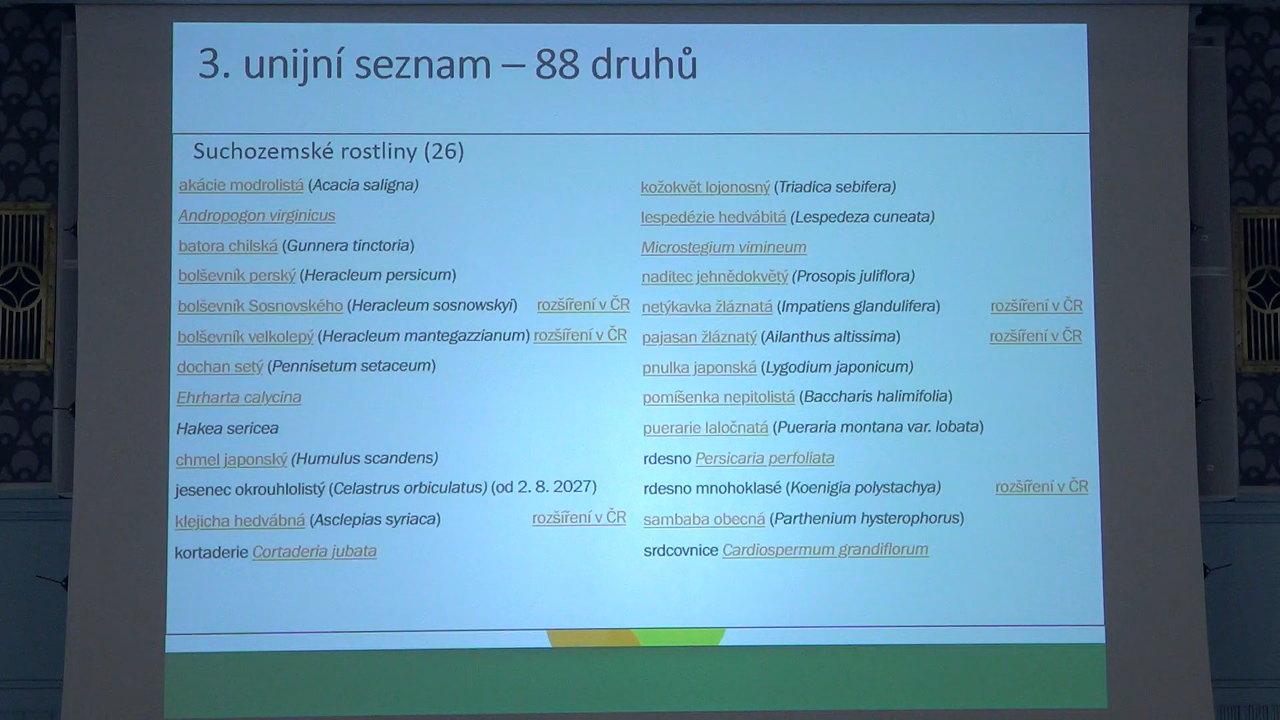 3. unijní seznam – 88 druhů
Suchozemské rostliny (26)
akácie modrolistá (Acacia saligna)
Andropogon virginicus
batora chilská (Gunnera tinctoria)
bolševník perský (Heracleum persicum)
bolševník Sosnovského (Heracleum sosnowskyi) rozšíření v ČR
bolševník velkolepý (Heracleum mantegazzianum) rozšíření v ČR
dochan setý (Pennisetum setaceum)
Ehrharta calycina
Hakea sericea
chmel japonský (Humulus scandens)
jesenec okrouhlolistý (Celastrus orbiculatus) (od 2. 8. 2027)
klejicha hedvábná (Asclepias syriaca) rozšíření v ČR
kortaderie Cortaderia jubata
kožokvět lojonosný (Triadica sebifera)
lespedézie hedvábitá (Lespedeza cuneata)
Microstegium vimineum
naditec jehnědokvětý (Prosopis juliflora)
netýkavka žláznatá (Impatiens glandulifera) rozšíření v ČR
pajasan žláznatý (Ailanthus altissima) rozšíření v ČR
pnulka japonská (Lygodium japonicum)
pomíšenka nepitolistá (Baccharis halimifolia)
puerarie laločnatá (Pueraria montana var. lobata)
rdesno Persicaria perfoliata
rdesno mnohoklasé (Koenigia polystachya) rozšíření v ČR
sambaba obecná (Parthenium hysterophorus)
srdcovnice Cardiospermum grandiflorum